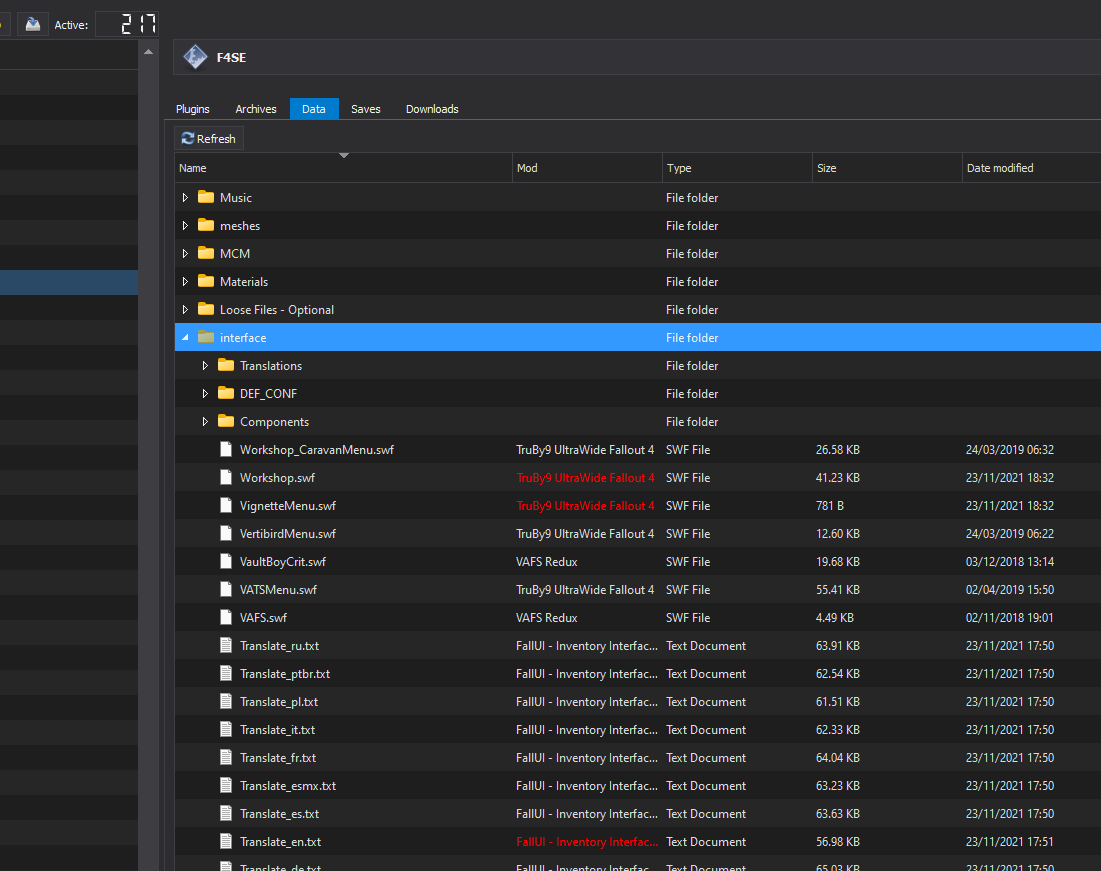 Active: 217
F4SE
Plugins Archives Data Saves Downloads
Refresh
Name Mod Type Size Date modified
Music File folder
meshes File folder
MCM File folder
Materials File folder
Loose Files - Optional File folder
interface File folder
Translations File folder
DEF_CONF File folder
Components File folder
Workshop_CaravanMenu.swf TruBy9 UltraWide Fallout 4 SWF File 26.58 KB 24/03/2019 06:32
Workshop.swf TruBy9 UltraWide Fallout 4 SWF File 41.23 KB 23/11/2021 18:32
VignetteMenu.swf TruBy9 UltraWide Fallout 4 SWF File 781 B 23/11/2021 18:32
VertibirdMenu.swf TruBy9 UltraWide Fallout 4 SWF File 12.60 KB 24/03/2019 06:22
VaultBoyCrit.swf VAFS Redux SWF File 19.68 KB 03/12/2018 13:14
VATSMenu.swf TruBy9 UltraWide Fallout 4 SWF File 55.41 KB 02/04/2019 15:50
VAFS.swf VAFS Redux SWF File 4.49 KB 02/11/2018 19:01
Translate_ru.txt FallUI - Inventory Interfac... Text Document 63.91 KB 23/11/2021 17:50
Translate_ptbr.txt FallUI - Inventory Interfac... Text Document 62.54 KB 23/11/2021 17:50
Translate_pl.txt FallUI - Inventory Interfac... Text Document 61.51 KB 23/11/2021 17:50
Translate_it.txt FallUI - Inventory Interfac... Text Document 62.33 KB 23/11/2021 17:50
Translate_fr.txt FallUI - Inventory Interfac... Text Document 64.04 KB 23/11/2021 17:50
Translate_esmx.txt FallUI - Inventory Interfac... Text Document 63.23 KB 23/11/2021 17:50
Translate_es.txt FallUI - Inventory Interfac... Text Document 63.63 KB 23/11/2021 17:50
Translate_en.txt FallUI - Inventory Interfac... Text Document 56.98 KB 23/11/2021 17:51
Translate_de.txt FallUI - Inventory Interfac... Text Document 65.03 KB 23/11/2021 17:50